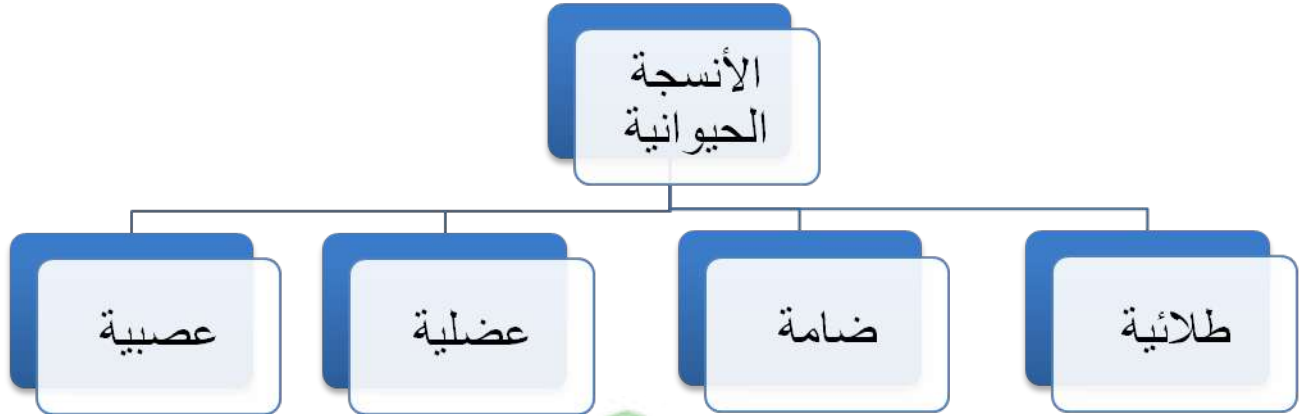 الأنسجة
الحيوانية
طلائية
ضامة
عضلية
عصبية